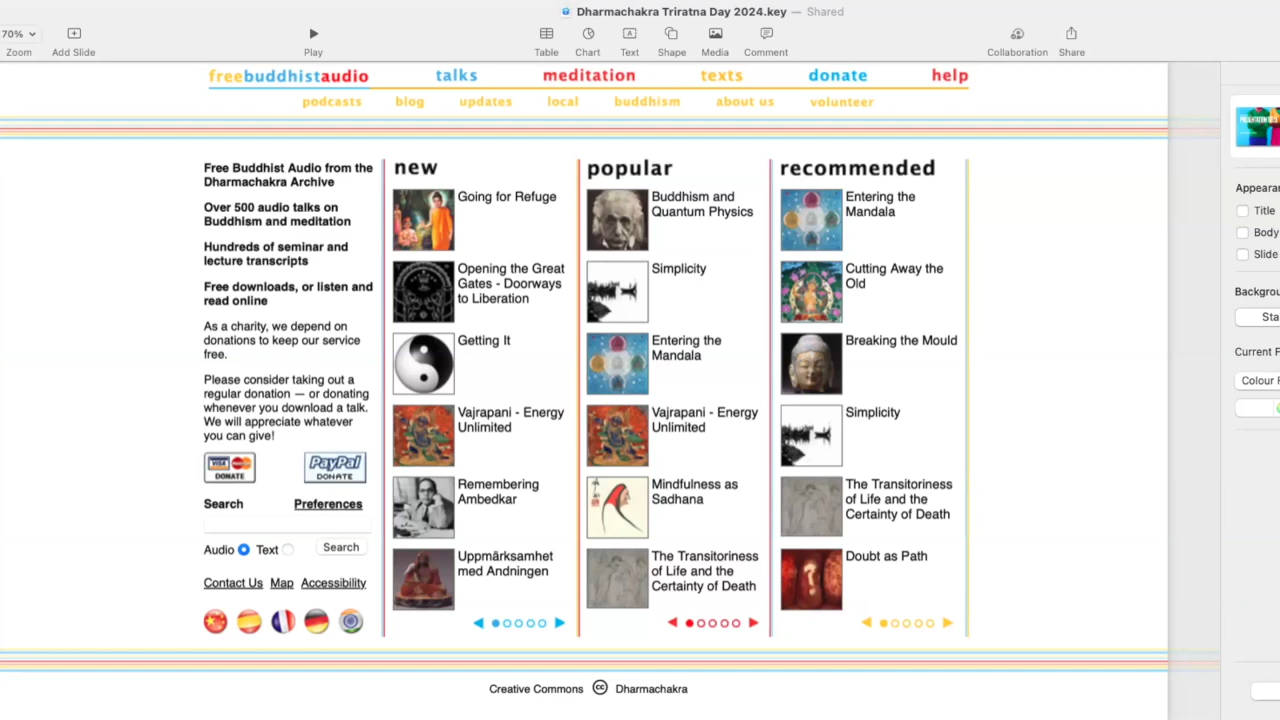 Dharmachakra Triratna Day 2024.key — Shared
70%
Zoom
Add Slide
Play
Table
Chart
Text
Shape
Media
Comment
Collaboration
Share
freebuddhistaudio
talks
meditation
texts
donate
help
podcasts
blog
updates
local
buddhism
about us
volunteer
Free Buddhist Audio from the
Dharmachakra Archive
Over 500 audio talks on
Buddhism and meditation
Hundreds of seminar and
lecture transcripts
Free downloads, or listen and
read online
As a charity, we depend on
donations to keep our service
free.
Please consider taking out a
regular donation — or donating
whenever you download a talk.
We will appreciate whatever
you can give!
VISA
DONATE
PayPal
DONATE
Search
Preferences
Audio
Text
Search
Contact Us
Map
Accessibility
new
Going for Refuge
Opening the Great
Gates - Doorways
to Liberation
Getting It
Vajrapani - Energy
Unlimited
Remembering
Ambedkar
Uppmärksamhet
med Andningen
popular
Buddhism and
Quantum Physics
Simplicity
Entering the
Mandala
Vajrapani - Energy
Unlimited
Mindfulness as
Sadhana
The Transitoriness
of Life and the
Certainty of Death
recommended
Entering the
Mandala
Cutting Away the
Old
Breaking the Mould
Simplicity
The Transitoriness
of Life and the
Certainty of Death
Doubt as Path
Creative Commons
cc
Dharmachakra
Appearan
Title
Body
Slide
Backgrou
Sta
Current F
Colour F